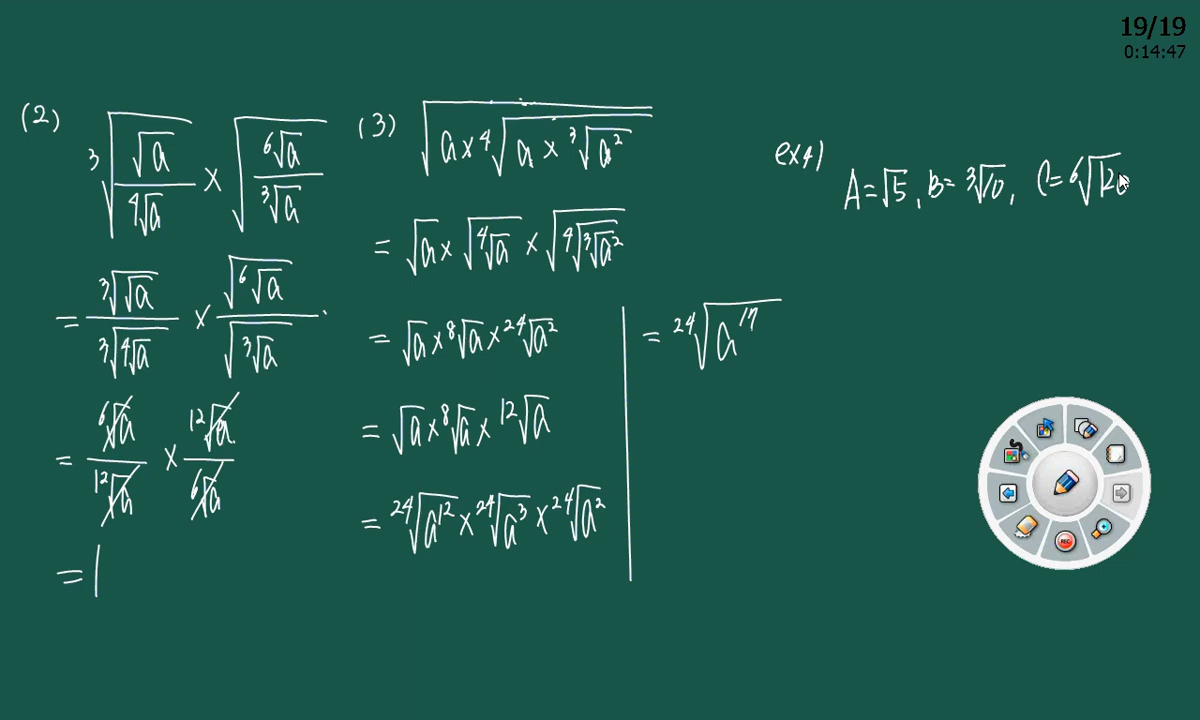 19/19
0:14:47
(2) ³√(√a / ⁴√a) × √(⁶√a / ³√a)
= ³√√a / ³√⁴√a × √⁶√a / √³√a
= ⁶√a / ¹²√a × ¹²√a / ⁶√a
= 1
(3) √(a × ⁴√(a × ³√a²))
= √a × √⁴√a × √⁴√³√a²
= √a × ⁸√a × ²⁴√a²
= √a × ⁸√a × ¹²√a
= ²⁴√a¹² × ²⁴√a³ × ²⁴√a²
= ²⁴√a¹⁷
ex4)
A = √5, B = ³√10, C = ⁶√120
REC